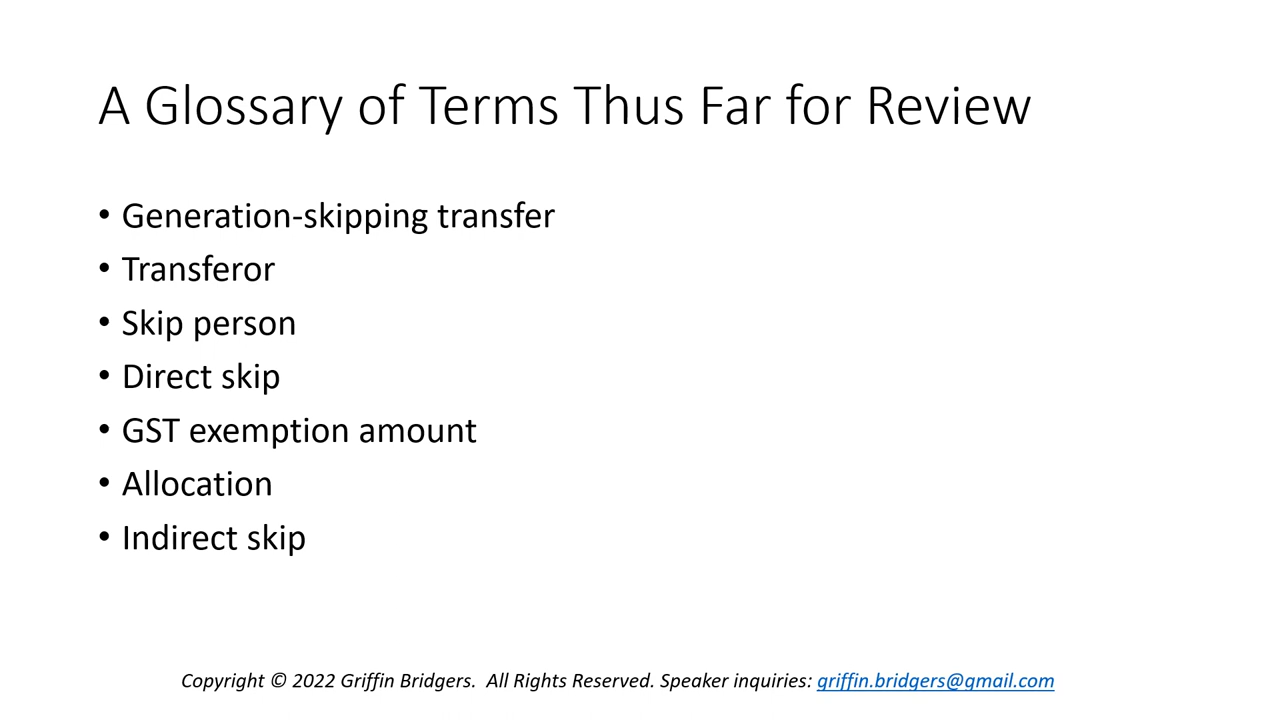 A Glossary of Terms Thus Far for Review
• Generation-skipping transfer
• Transferor
• Skip person
• Direct skip
• GST exemption amount
• Allocation
• Indirect skip
Copyright © 2022 Griffin Bridgers.  All Rights Reserved. Speaker inquiries: griffin.bridgers@gmail.com